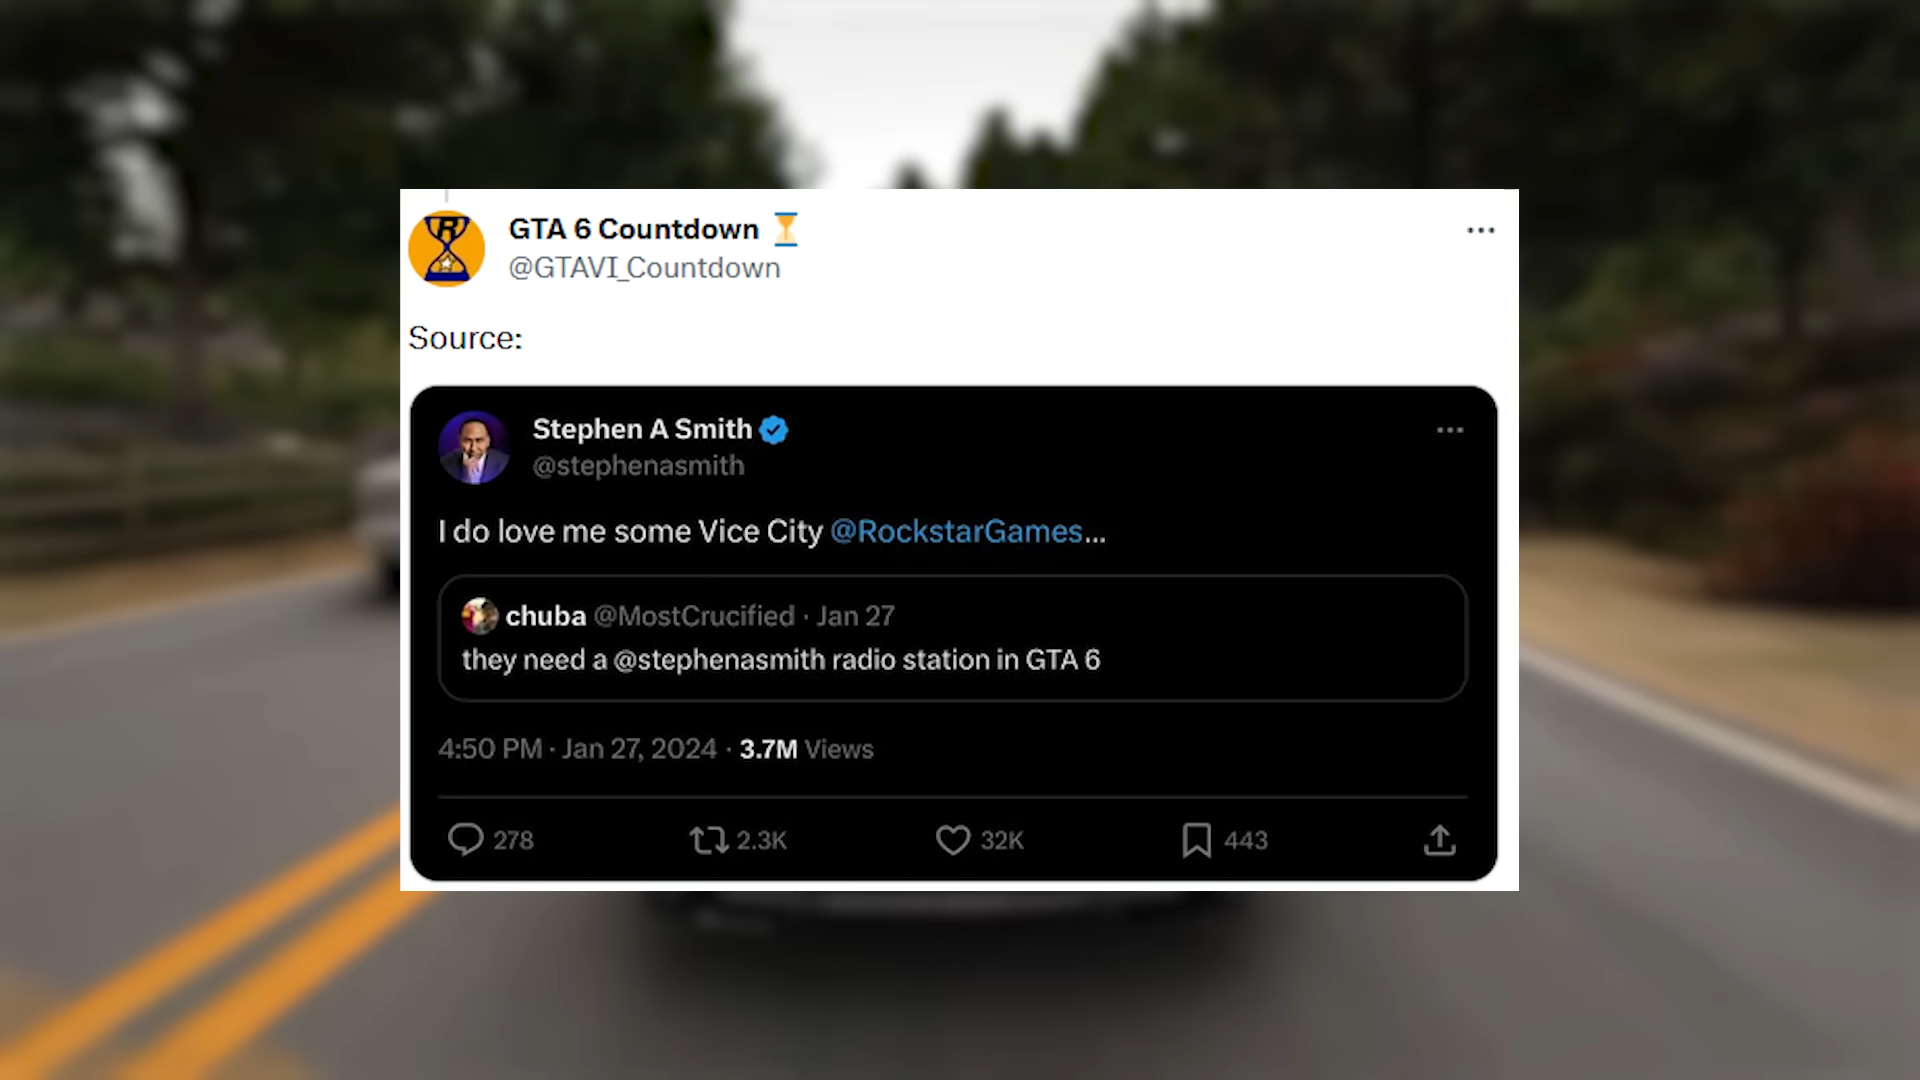 GTA 6 Countdown ⏳
@GTAVI_Countdown
Source:
Stephen A Smith
@stephenasmith
I do love me some Vice City @RockstarGames...
chuba @MostCrucified · Jan 27
they need a @stephenasmith radio station in GTA 6
4:50 PM · Jan 27, 2024 · 3.7M Views
278 2.3K 32K 443